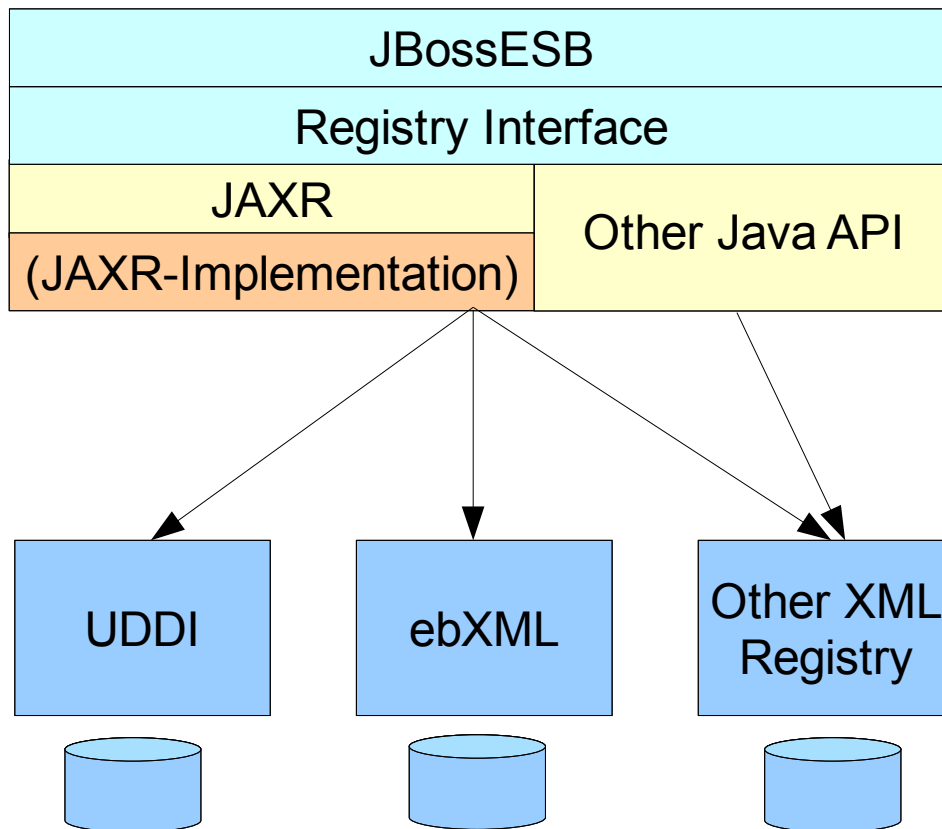 JBossESB
Registry Interface
JAXR
Other Java API
(JAXR-Implementation)
UDDI
ebXML
Other XML
Registry